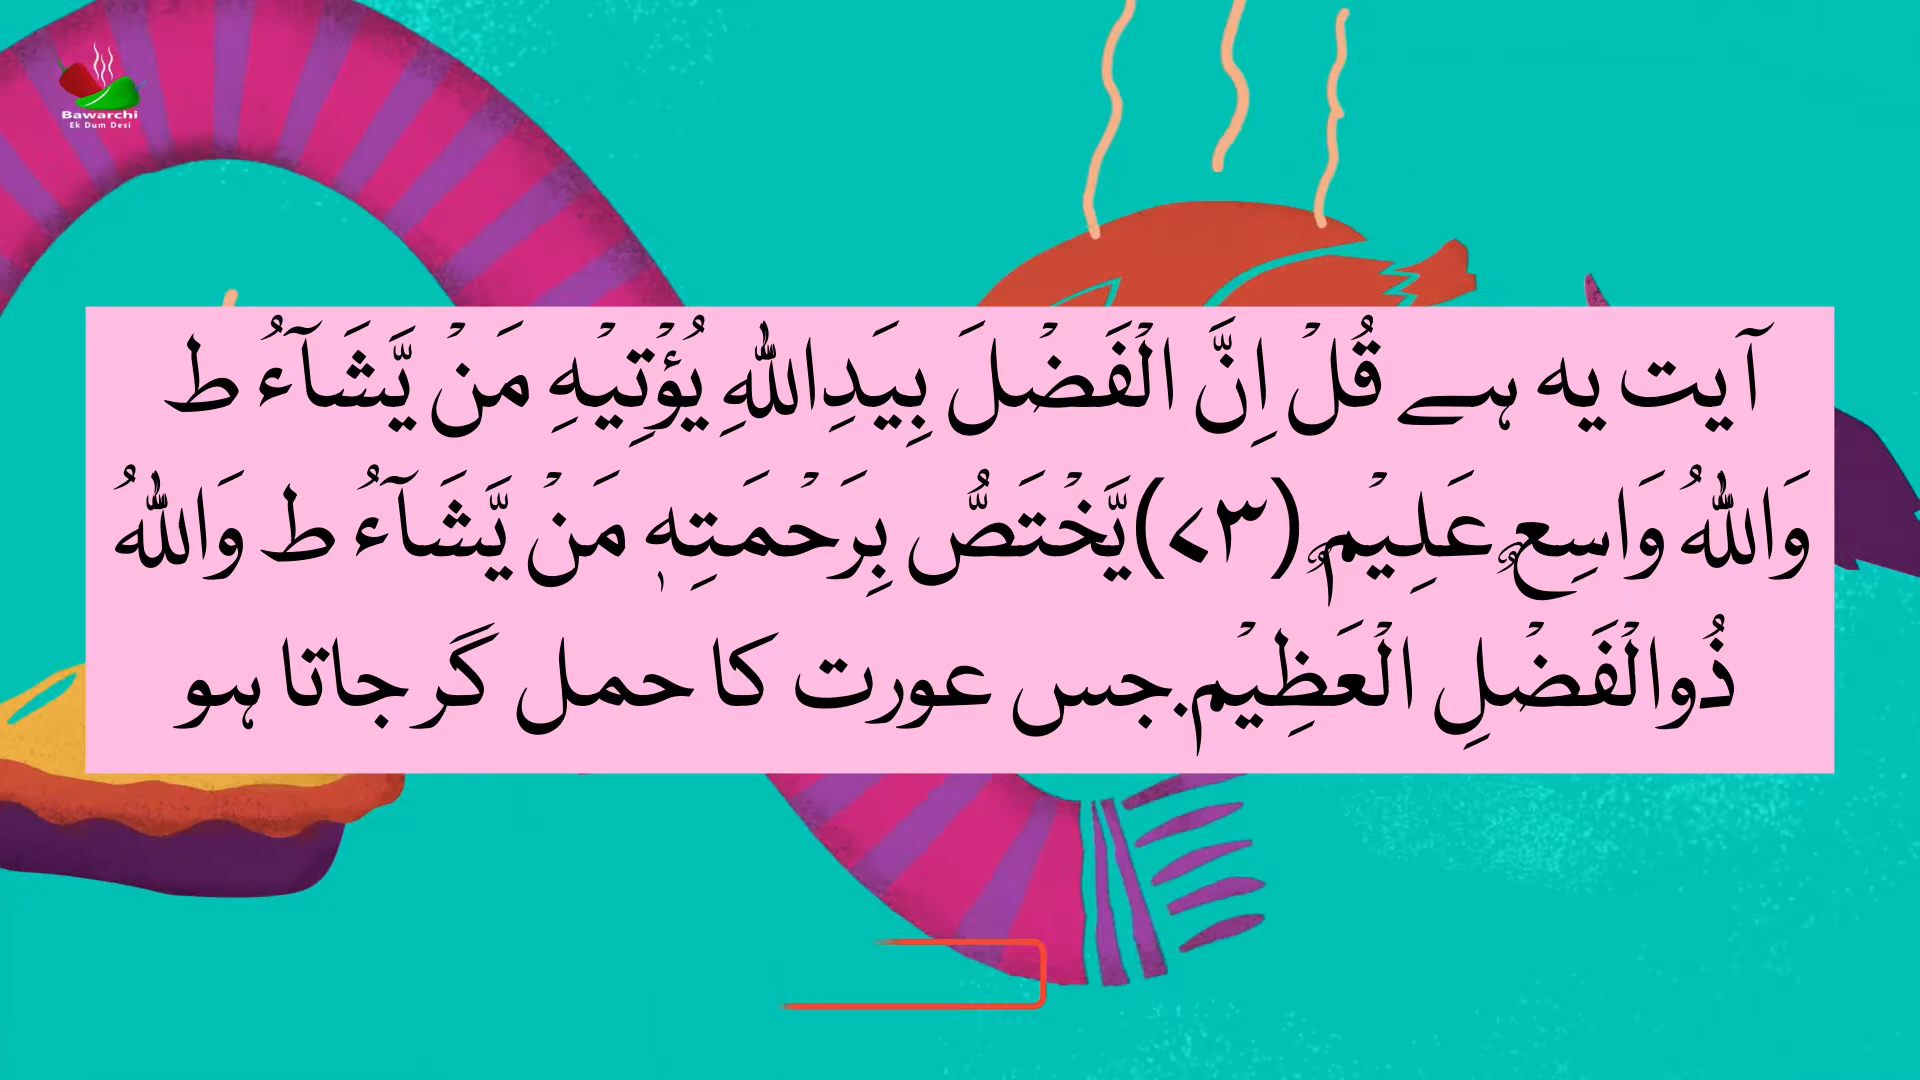 Bawarchi
Ek Dum Desi
آیت یہ ہے قُلْ اِنَّ الْفَضْلَ بِیَدِاللّٰهِ یُؤْتِیْهِ مَنْ یَّشَآءُ ط
وَاللّٰهُ وَاسِعٌ عَلِیْمٌ(۷۳)یَّخْتَصُّ بِرَحْمَتِهٖ مَنْ یَّشَآءُ ط وَاللّٰهُ
ذُوالْفَضْلِ الْعَظِیْم.جس عورت کا حمل گر جاتا ہو